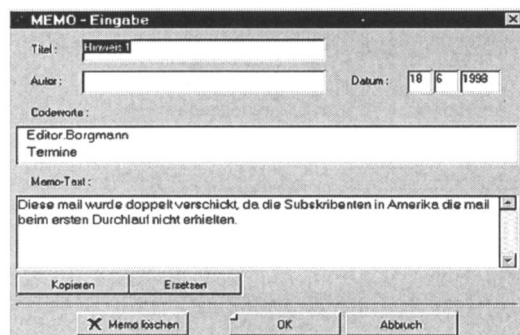 MEMO - Eingabe
Titel: Hinweis 1
Autor: Datum: 18 6 1998
Codeworte:
Editor.Borgmann
Termine
Memo-Text:
Diese mail wurde doppelt verschickt, da die Subskribenten in Amerika die mail
beim ersten Durchlauf nicht erhielten.
Kopieren Ersetzen
Memo löschen OK Abbruch